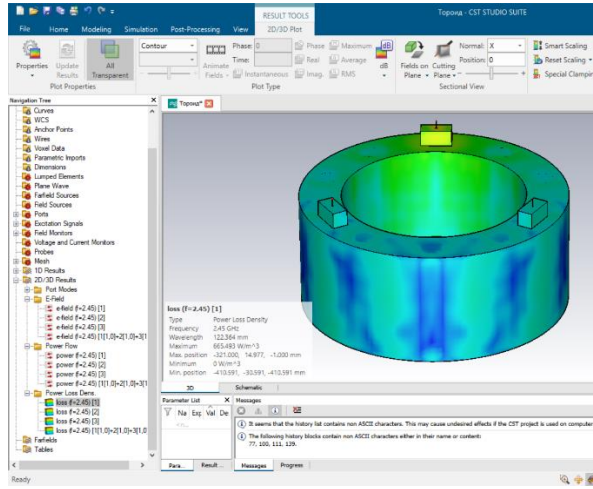 RESULT TOOLS
Тороид - CST STUDIO SUITE
File Home Modeling Simulation Post-Processing View 2D/3D Plot
Properties
Update Results
All Transparent
Plot Properties
Contour
Animate Fields
Phase: 0
Time:
Phase Maximum
Real Average
Instantaneous Imag. RMS
dB
dB
Plot Type
Fields on Plane
Cutting Plane
Normal: X
Position: 0
Sectional View
Smart Scaling
Reset Scaling
Special Clampin
Navigation Tree
Curves
WCS
Anchor Points
Wires
Voxel Data
Parametric Imports
Dimensions
Lumped Elements
Plane Wave
Farfield Sources
Field Sources
Ports
Excitation Signals
Field Monitors
Voltage and Current Monitors
Probes
Mesh
1D Results
2D/3D Results
Port Modes
E-Field
e-field (f=2.45) [1]
e-field (f=2.45) [2]
e-field (f=2.45) [3]
e-field (f=2.45) [1[1,0]+2[1,0]+3[1
Power Flow
power (f=2.45) [1]
power (f=2.45) [2]
power (f=2.45) [3]
power (f=2.45) [1[1,0]+2[1,0]+3[1
Power Loss Dens.
loss (f=2.45) [1]
loss (f=2.45) [2]
loss (f=2.45) [3]
loss (f=2.45) [1[1,0]+2[1,0]+3[1,0
Farfields
Tables
Тороид*
loss (f=2.45) [1]
Type Power Loss Density
Frequency 2.45 GHz
Wavelength 122.364 mm
Maximum 665.493 W/m^3
Max. position -321.000, 14.977, -1.000 mm
Minimum 0 W/m^3
Min. position -410.591, -30.591, -410.591 mm
3D Schematic
Parameter List
Na Exp Val De
<n...
Para... Result ...
Messages
It seems that the history list contains non ASCII characters. This may cause undesired effects if the CST project is used on computer
The following history blocks contain non ASCII characters either in their name or content:
77, 100, 111, 139.
Messages Progress
Ready